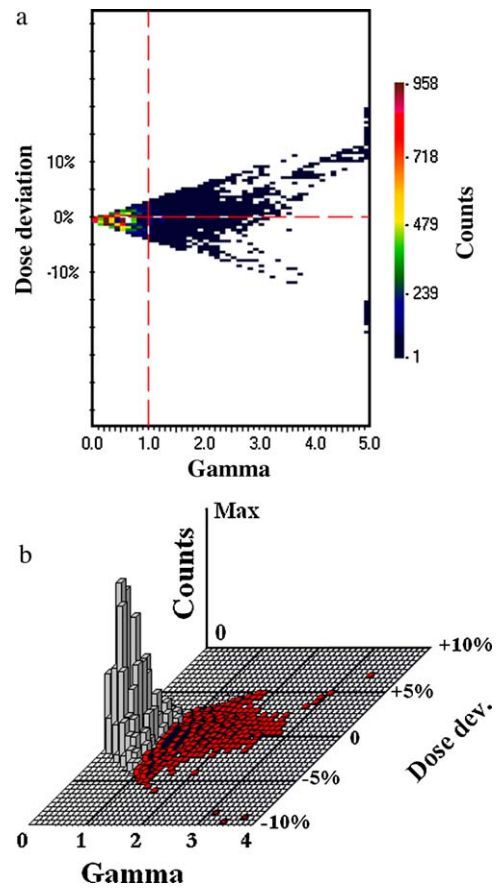 a
Dose deviation
10%
0%
-10%
0.0 1.0 2.0 3.0 4.0 5.0
Gamma
958
718
479
239
1
Counts
b
Max
Counts
0
+10%
+5%
0
-5%
-10%
Dose dev.
0 1 2 3 4
Gamma